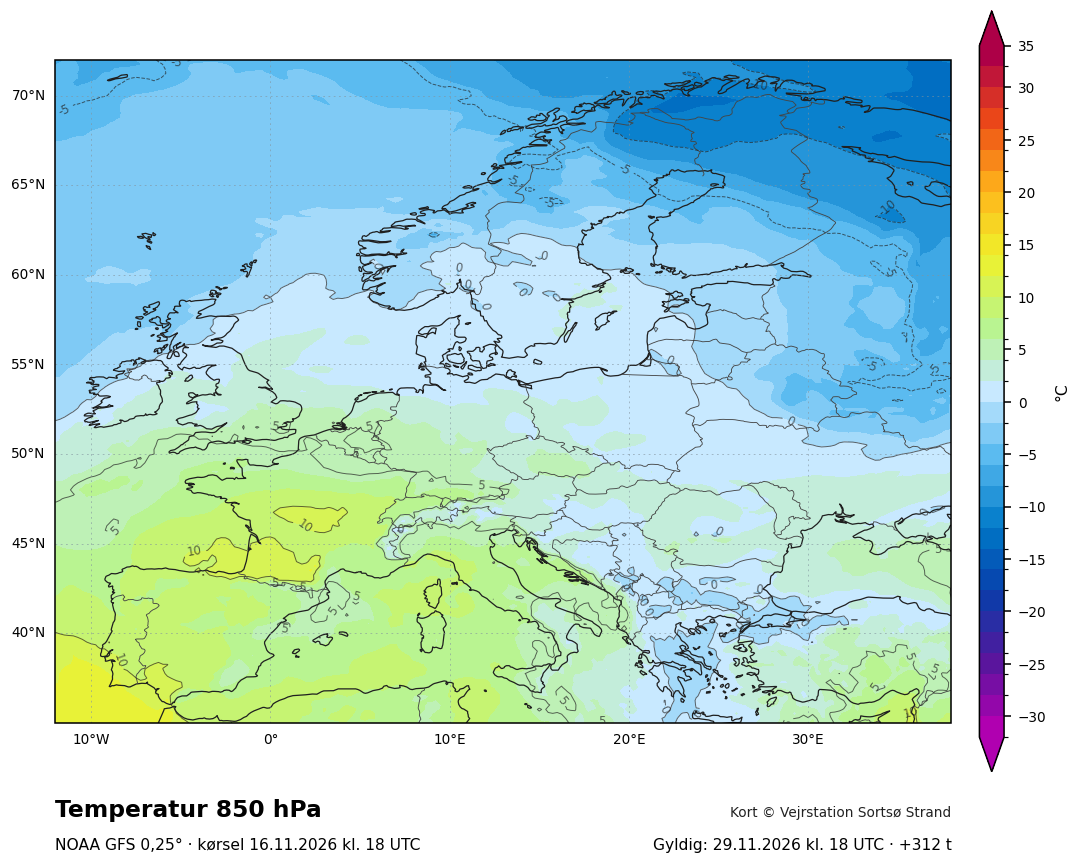 70°N
65°N
60°N
55°N
50°N
45°N
40°N
10°W
0°
10°E
20°E
30°E
35
30
25
20
15
10
5
0
−5
−10
−15
−20
−25
−30
°C
Temperatur 850 hPa
Kort © Vejrstation Sortsø Strand
NOAA GFS 0,25° · kørsel 16.11.2026 kl. 18 UTC
Gyldig: 29.11.2026 kl. 18 UTC · +312 t